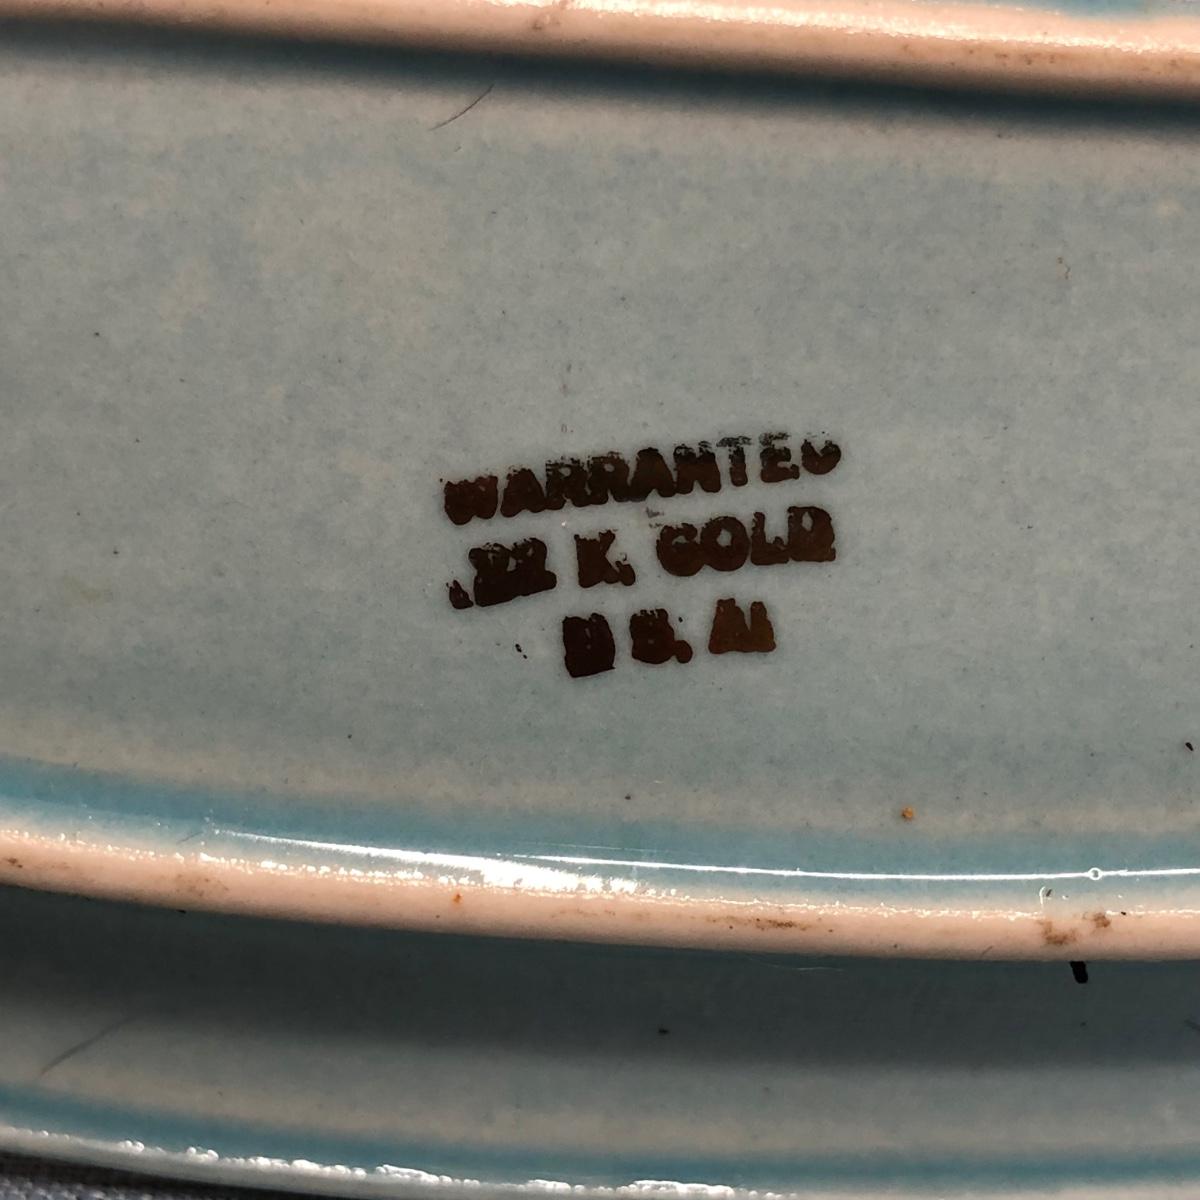 WARRANTED
22 K. GOLD
U S. A